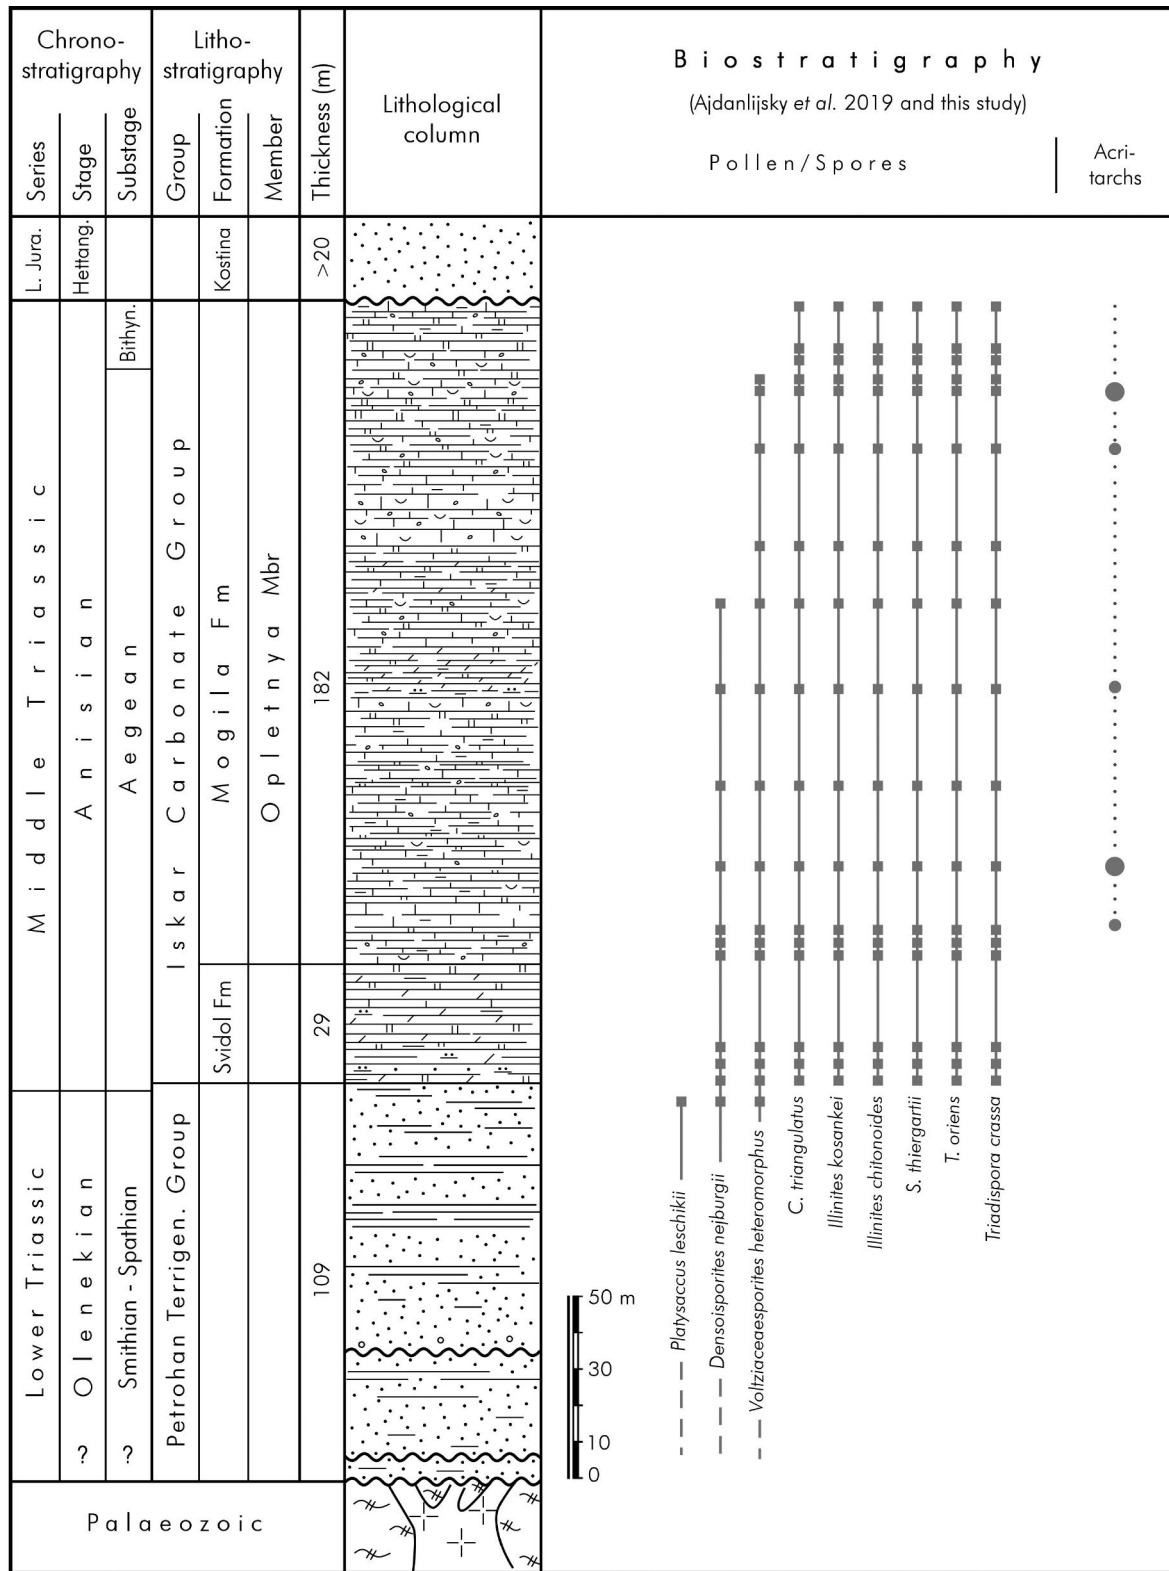 Chrono-
stratigraphy
Litho-
stratigraphy
Series
Stage
Substage
Group
Formation
Member
Thickness (m)
Lithological
column
Biostratigraphy
(Ajdanlijsky et al. 2019 and this study)
Pollen/Spores
Acri-
tarchs
L. Jura.
Hettang.
Kostina
>20
Middle Triassic
Anisian
Bithyn.
Aegean
Iskar Carbonate Group
Mogila Fm
Opletnya Mbr
182
Svidol Fm
29
Lower Triassic
Olenekian
?
Smithian - Spathian
?
Petrohan Terrigen. Group
109
Palaeozoic
50 m
30
10
0
Platysaccus leschikii
Densoisporites nejburgii
Voltziaceaesporites heteromorphus
C. triangulatus
Illinites kosankei
Illinites chitonoides
S. thiergartii
T. oriens
Triadispora crassa